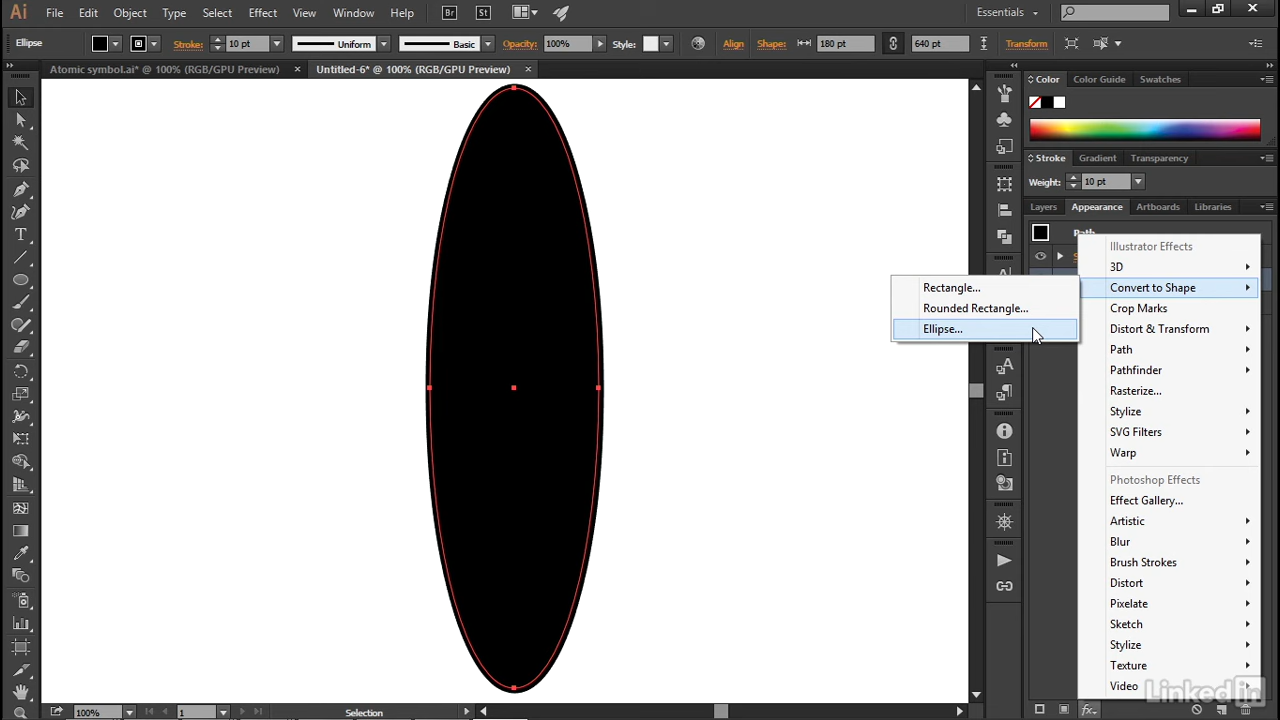 Ai File Edit Object Type Select Effect View Window Help Br St Essentials
Ellipse Stroke: 10 pt Uniform Basic Opacity: 100% Style: Align Shape: 180 pt 640 pt Transform
Atomic symbol.ai* @ 100% (RGB/GPU Preview) × Untitled-6* @ 100% (RGB/GPU Preview) ×
Color Color Guide Swatches
Stroke Gradient Transparency
Weight: 10 pt
Layers Appearance Artboards Libraries
Path
Illustrator Effects
3D
Convert to Shape
Crop Marks
Distort & Transform
Path
Pathfinder
Rasterize...
Stylize
SVG Filters
Warp
Photoshop Effects
Effect Gallery...
Artistic
Blur
Brush Strokes
Distort
Pixelate
Sketch
Stylize
Texture
Video
Rectangle...
Rounded Rectangle...
Ellipse...
LinkedIn
100% 1 Selection
fx